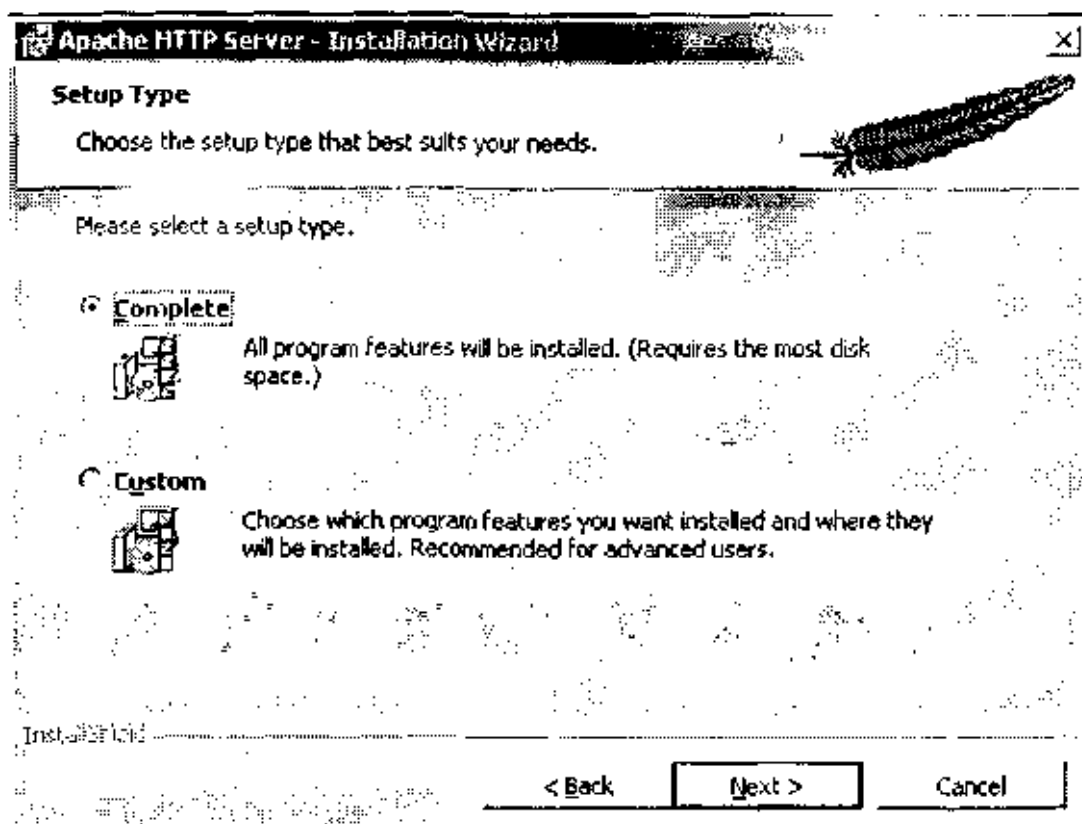 Apache HTTP Server - Installation Wizard
Setup Type
Choose the setup type that best suits your needs.
Please select a setup type.
Complete
All program features will be installed. (Requires the most disk
space.)
Custom
Choose which program features you want installed and where they
will be installed. Recommended for advanced users.
InstallShield
< Back
Next >
Cancel